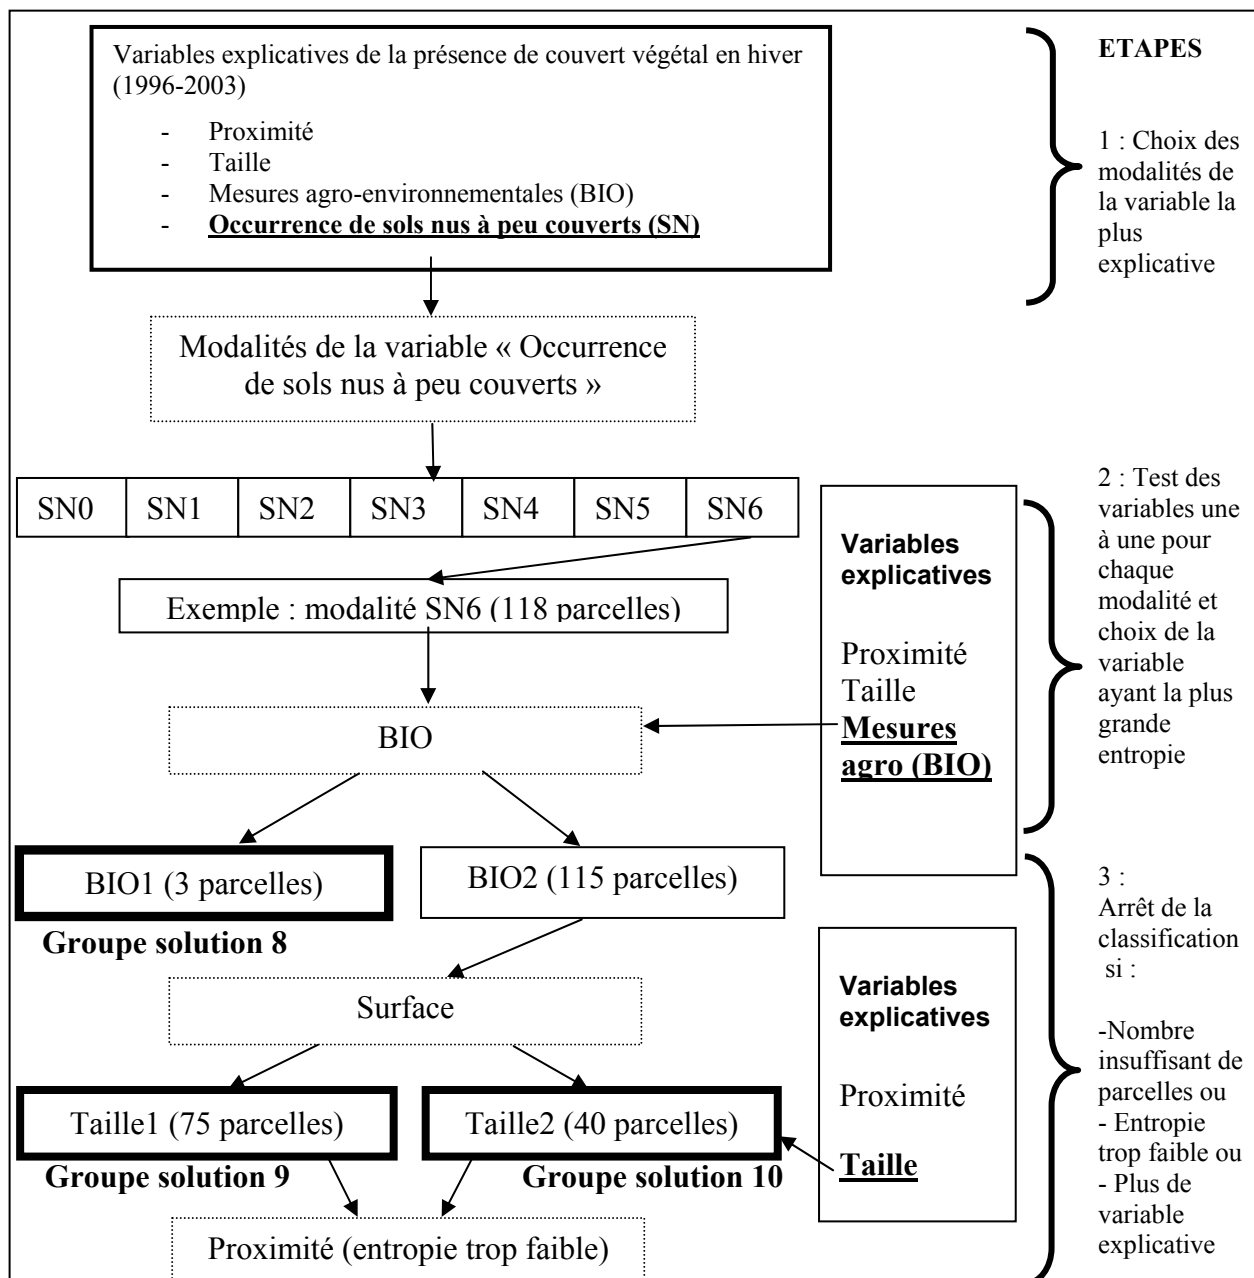 Variables explicatives de la présence de couvert végétal en hiver
(1996-2003)
- Proximité
- Taille
- Mesures agro-environnementales (BIO)
- Occurrence de sols nus à peu couverts (SN)
ETAPES
1 : Choix des
modalités de
la variable la
plus
explicative
Modalités de la variable « Occurrence
de sols nus à peu couverts »
SN0 SN1 SN2 SN3 SN4 SN5 SN6
Exemple : modalité SN6 (118 parcelles)
Variables
explicatives
Proximité
Taille
Mesures
agro (BIO)
2 : Test des
variables une
à une pour
chaque
modalité et
choix de la
variable
ayant la plus
grande
entropie
BIO
BIO1 (3 parcelles)
BIO2 (115 parcelles)
Groupe solution 8
Surface
Taille1 (75 parcelles)
Taille2 (40 parcelles)
Groupe solution 9
Groupe solution 10
Proximité (entropie trop faible)
Variables
explicatives
Proximité
Taille
3 :
Arrêt de la
classification
si :
-Nombre
insuffisant de
parcelles ou
- Entropie
trop faible ou
- Plus de
variable
explicative